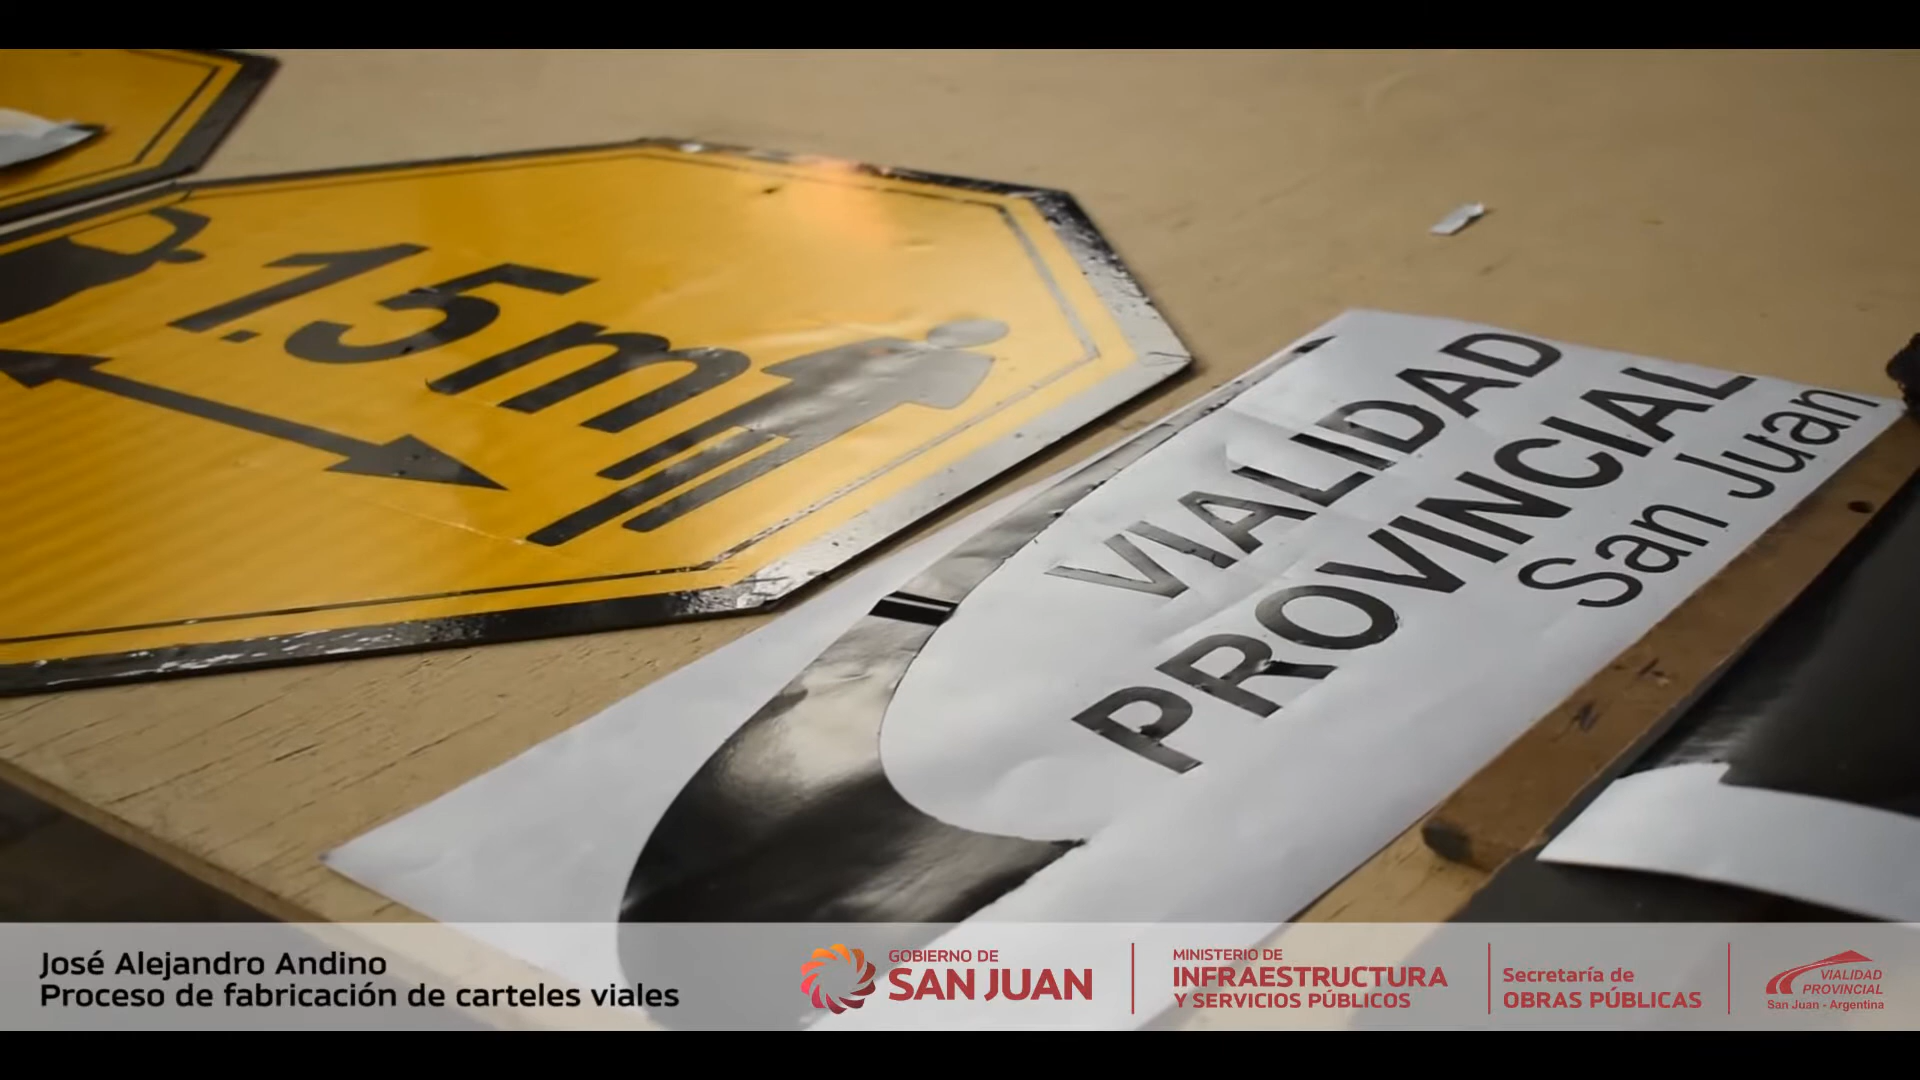 1.5m
VIALIDAD
PROVINCIAL
San Juan
José Alejandro Andino
Proceso de fabricación de carteles viales
GOBIERNO DE
SAN JUAN
MINISTERIO DE
INFRAESTRUCTURA
Y SERVICIOS PÚBLICOS
Secretaría de
OBRAS PÚBLICAS
VIALIDAD
PROVINCIAL
San Juan - Argentina